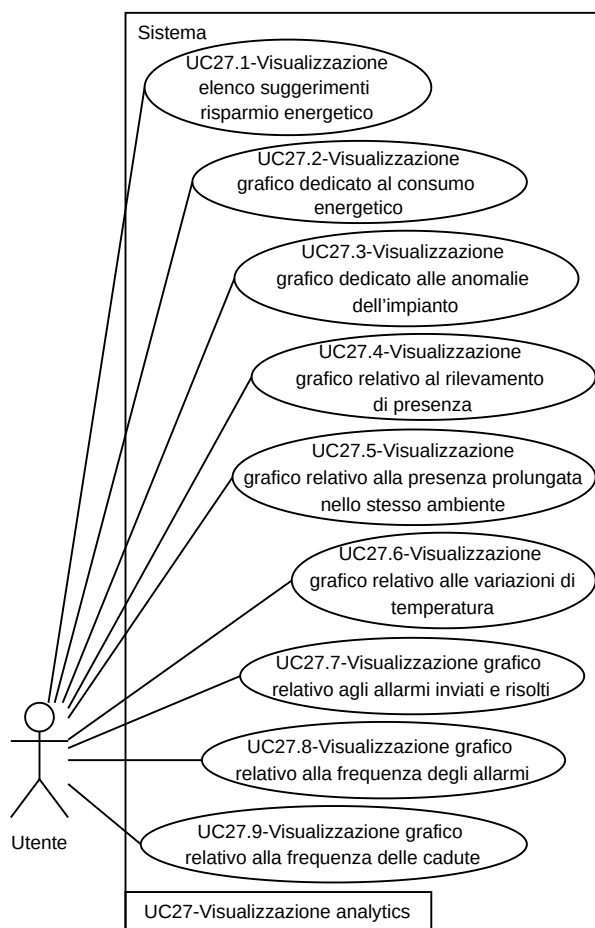 Sistema
UC27.1-Visualizzazione
elenco suggerimenti
risparmio energetico
UC27.2-Visualizzazione
grafico dedicato al consumo
energetico
UC27.3-Visualizzazione
grafico dedicato alle anomalie
dell'impianto
UC27.4-Visualizzazione
grafico relativo al rilevamento
di presenza
UC27.5-Visualizzazione
grafico relativo alla presenza prolungata
nello stesso ambiente
UC27.6-Visualizzazione
grafico relativo alle variazioni di
temperatura
UC27.7-Visualizzazione grafico
relativo agli allarmi inviati e risolti
UC27.8-Visualizzazione grafico
relativo alla frequenza degli allarmi
Utente
UC27.9-Visualizzazione grafico
relativo alla frequenza delle cadute
UC27-Visualizzazione analytics